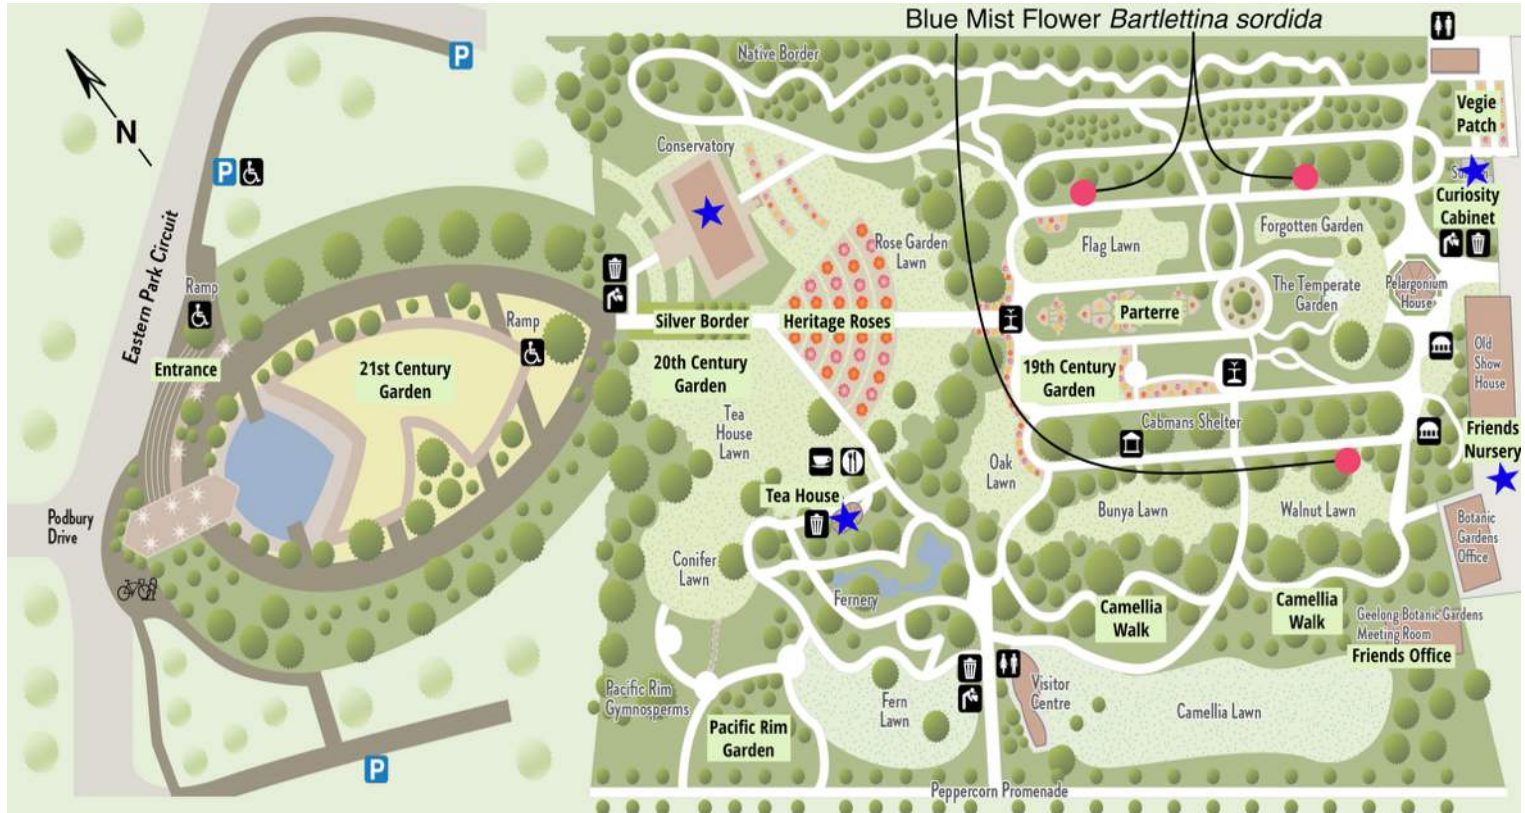 Blue Mist Flower Bartlettina sordida
P
Native Border
N
Vegie
Patch
Conservatory
P
Curiosity
Cabinet
Eastern Park Circuit
Rose Garden
Lawn
Flag Lawn
Forgotten Garden
Ramp
The Temperate
Garden
Pelargonium
House
Ramp
Silver Border
Heritage Roses
Parterre
Entrance
21st Century
Garden
20th Century
Garden
19th Century
Garden
Old
Show
House
Tea
House
Lawn
Cabmans Shelter
Friends
Nursery
Oak
Lawn
Tea House
Bunya Lawn
Walnut Lawn
Podbury
Drive
Botanic
Gardens
Office
Conifer
Lawn
Fernery
Camellia
Walk
Camellia
Walk
Geelong Botanic Gardens
Meeting Room
Friends Office
Pacific Rim
Gymnosperms
Fern
Lawn
Visitor
Centre
Camellia Lawn
Pacific Rim
Garden
P
Peppercorn Promenade